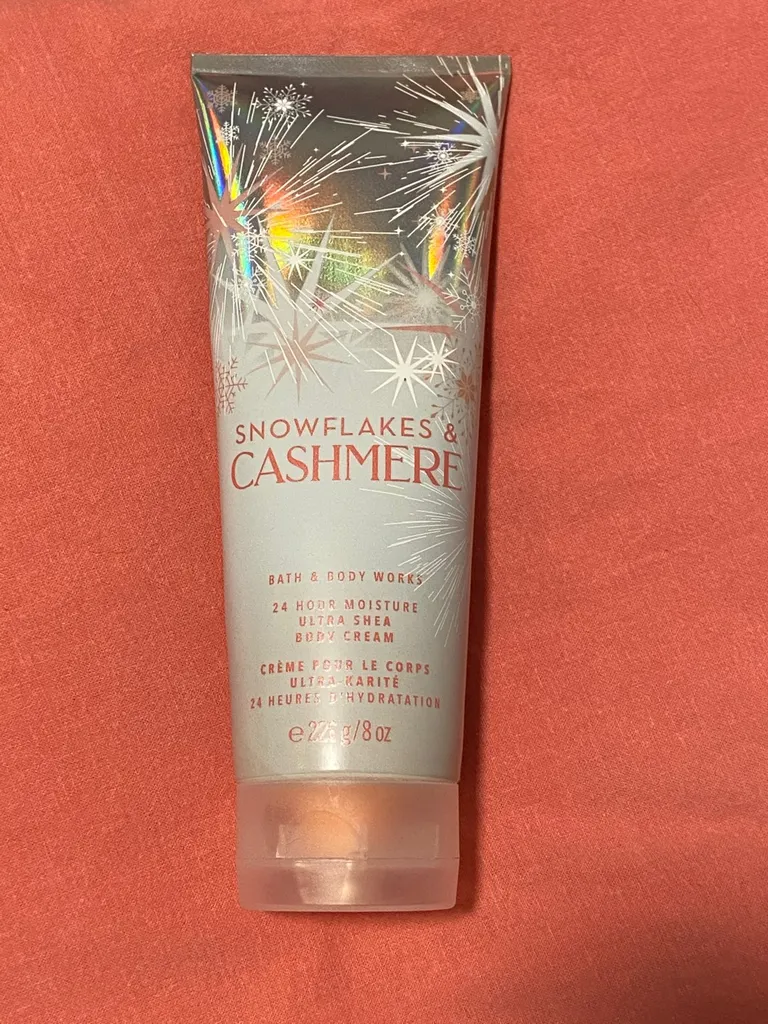 SNOWFLAKES &
CASHMERE
BATH & BODY WORKS
24 HOUR MOISTURE
ULTRA SHEA
BODY CREAM
CRÈME POUR LE CORPS
ULTRA-KARITÉ
24 HEURES D'HYDRATATION
℮ g/8 oz